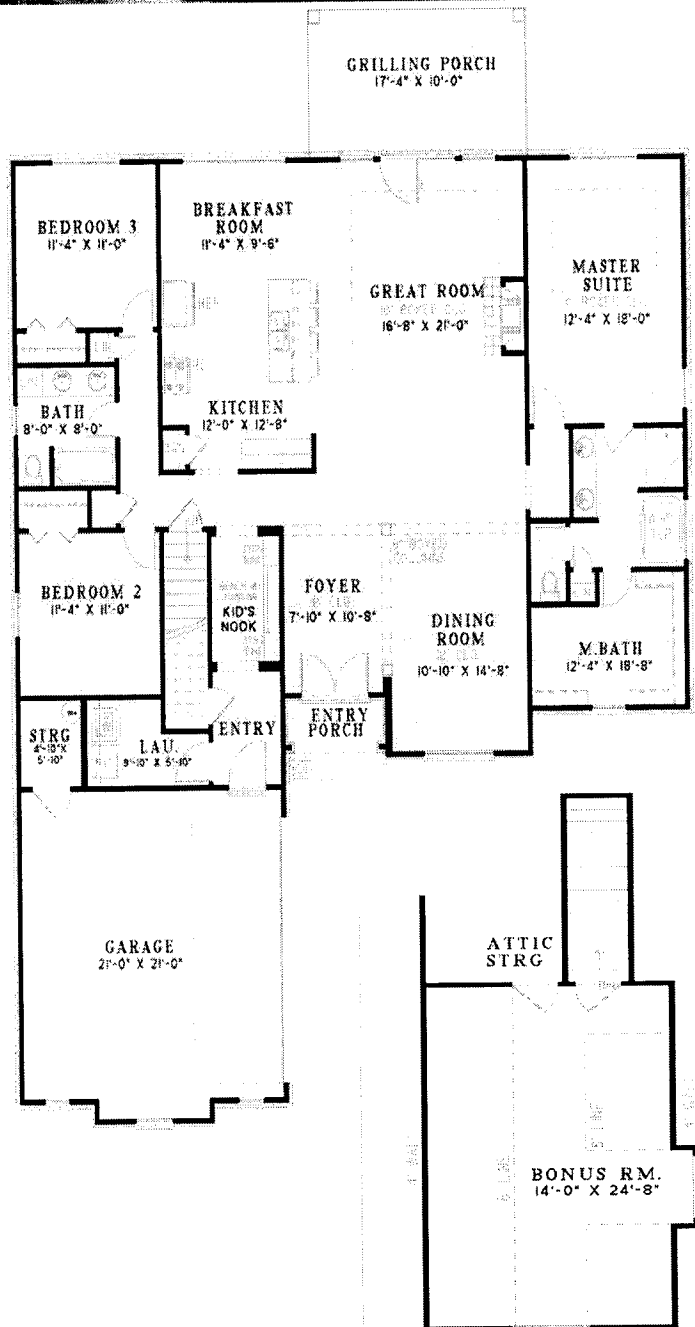 GRILLING PORCH
17'-4" X 10'-0"
BEDROOM 3
11'-4" X 11'-0"
BREAKFAST
ROOM
11'-4" X 9'-6"
GREAT ROOM
16'-8" X 21'-0"
MASTER
SUITE
12'-4" X 18'-0"
BATH
8'-0" X 8'-0"
KITCHEN
12'-0" X 12'-8"
BEDROOM 2
11'-4" X 11'-0"
KID'S
NOOK
FOYER
7'-10" X 10'-8"
DINING
ROOM
10'-10" X 14'-8"
M.BATH
12'-4" X 18'-8"
STRG
4'-10" X
5'-10"
LAU.
9'-10" X 5'-10"
ENTRY
ENTRY
PORCH
GARAGE
21'-0" X 21'-0"
ATTIC
STRG
BONUS RM.
14'-0" X 24'-8"